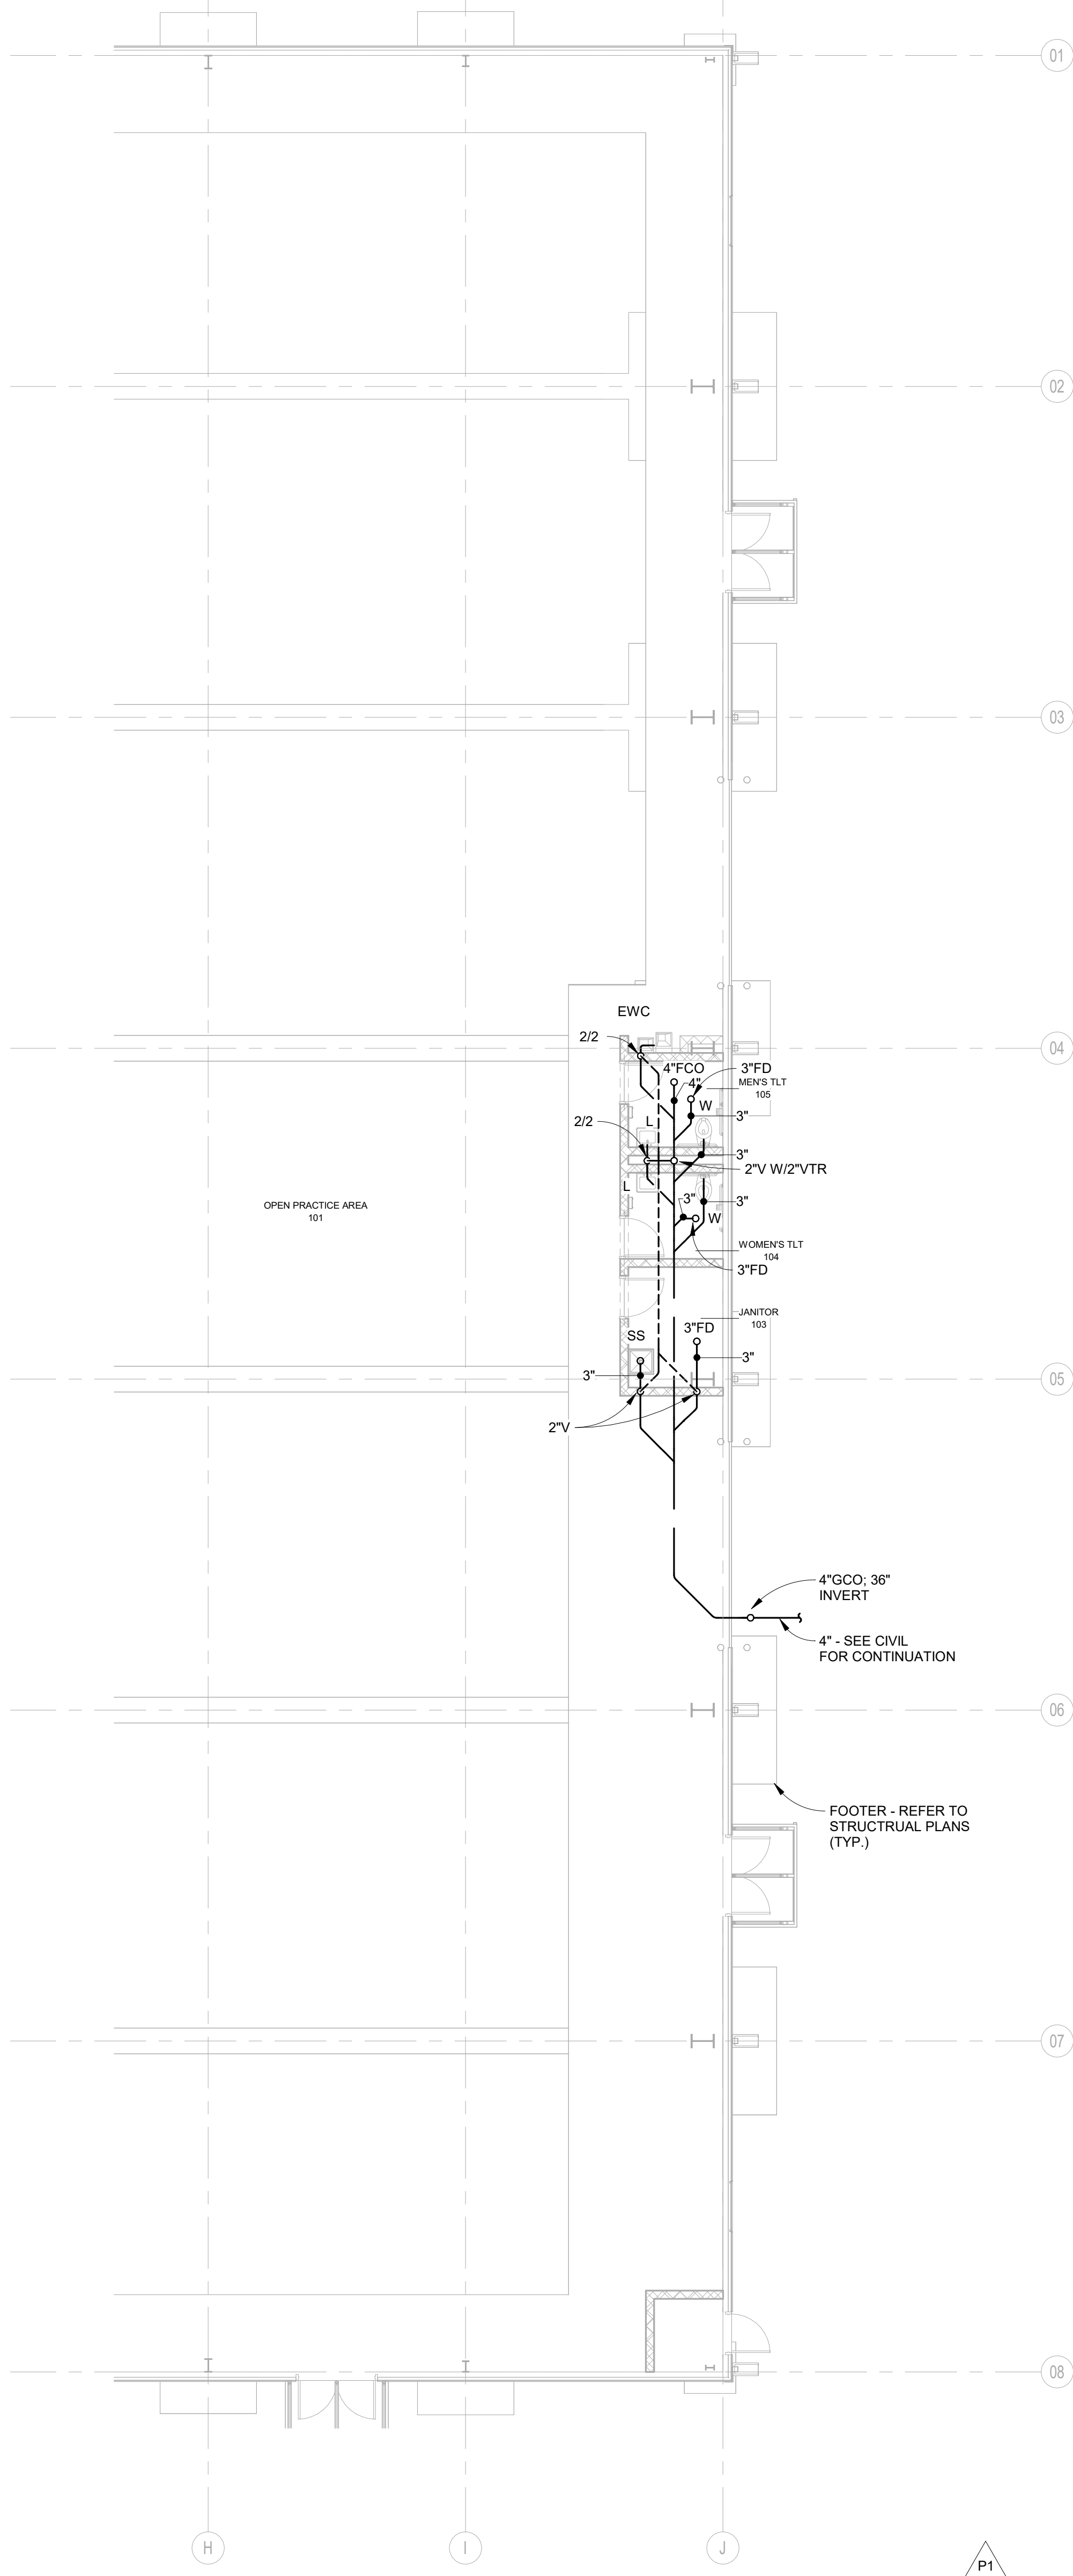 01
02
03
EWC
04
2/2
4"FCO
3"FD
4"
MEN'S TLT
105
W
3"
2/2
L
3"
2"V W/2"VTR
L
3"
3"
W
OPEN PRACTICE AREA
101
WOMEN'S TLT
104
3"FD
JANITOR
103
SS
3"FD
3"
3"
05
2"V
4"GCO; 36"
INVERT
4" - SEE CIVIL
FOR CONTINUATION
06
FOOTER - REFER TO
STRUCTRUAL PLANS
(TYP.)
07
08
H
I
J
P1